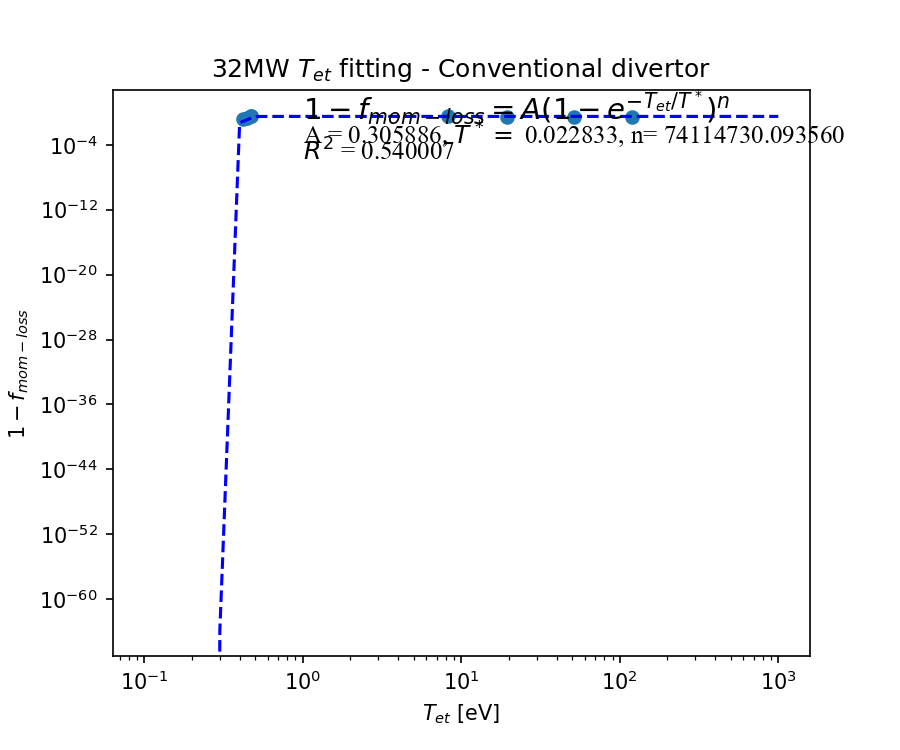 32MW $T_{et}$ fitting - Conventional divertor
$1 - f_{mom-loss} = A(1 - e^{-T_{et}/T^*})^n$
A = 0.305886, $T^*$ = 0.022833, n= 74114730.093560
$R^2$ = 0.540007
$1 - f_{mom-loss}$
$10^{-4}$
$10^{-12}$
$10^{-20}$
$10^{-28}$
$10^{-36}$
$10^{-44}$
$10^{-52}$
$10^{-60}$
$10^{-1}$ $10^{0}$ $10^{1}$ $10^{2}$ $10^{3}$
$T_{et}$ [eV]